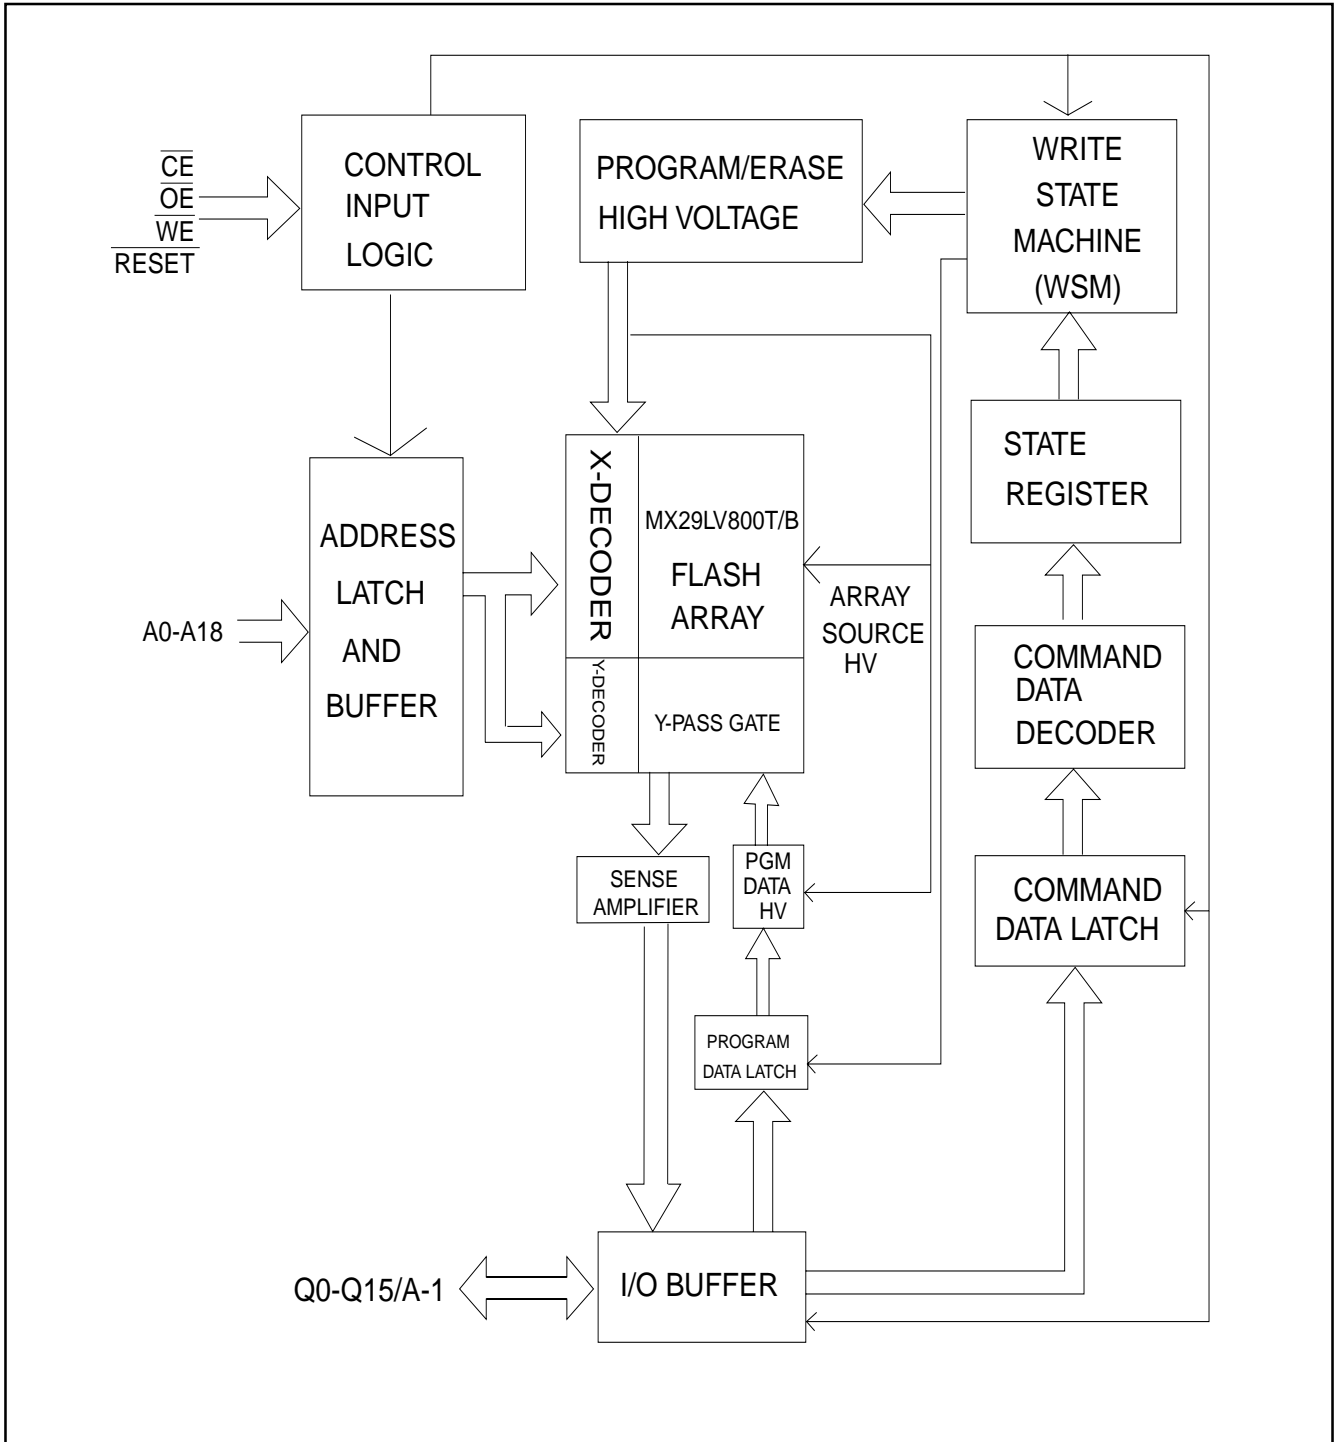 CE
OE
WE
RESET
CONTROL
INPUT
LOGIC
PROGRAM/ERASE
HIGH VOLTAGE
WRITE
STATE
MACHINE
(WSM)
STATE
REGISTER
ADDRESS
LATCH
AND
BUFFER
A0-A18
X-DECODER
MX29LV800T/B
FLASH
ARRAY
ARRAY
SOURCE
HV
Y-DECODER
Y-PASS GATE
COMMAND
DATA
DECODER
SENSE
AMPLIFIER
PGM
DATA
HV
COMMAND
DATA LATCH
PROGRAM
DATA LATCH
Q0-Q15/A-1
I/O BUFFER